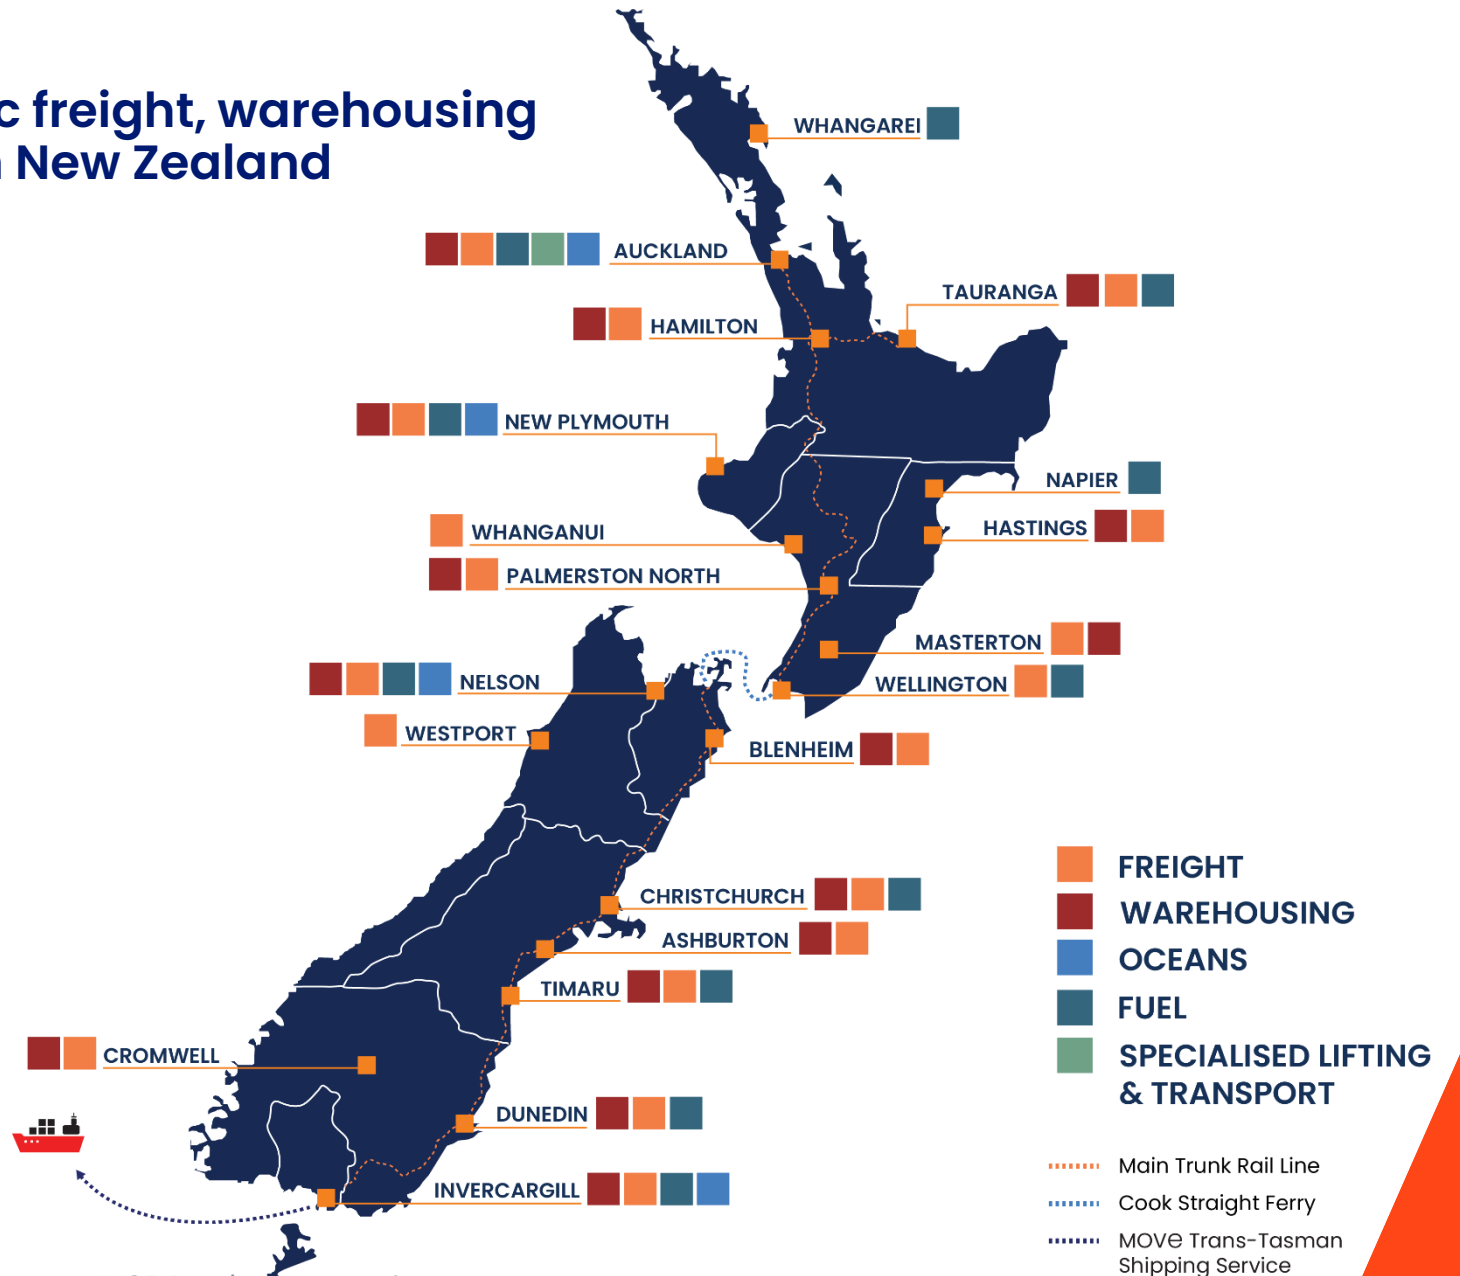 c freight, warehousing
New Zealand
WHANGAREI
AUCKLAND
TAURANGA
HAMILTON
NEW PLYMOUTH
NAPIER
HASTINGS
WHANGANUI
PALMERSTON NORTH
MASTERTON
WELLINGTON
NELSON
WESTPORT
BLENHEIM
CHRISTCHURCH
ASHBURTON
TIMARU
CROMWELL
DUNEDIN
INVERCARGILL
FREIGHT
WAREHOUSING
OCEANS
FUEL
SPECIALISED LIFTING
& TRANSPORT
Main Trunk Rail Line
Cook Straight Ferry
MOVe Trans-Tasman
Shipping Service